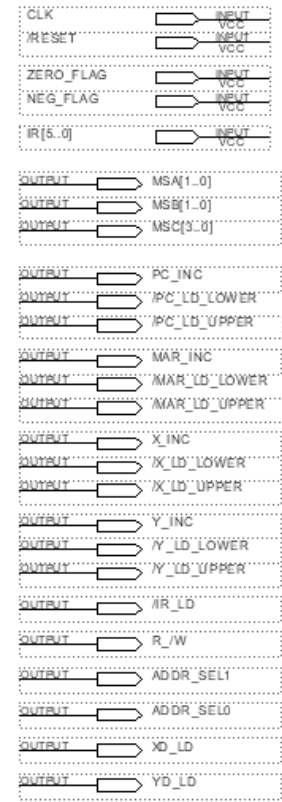 CLK INPUT VCC
/RESET INPUT VCC
ZERO_FLAG INPUT VCC
NEG_FLAG INPUT VCC
IR[5..0] INPUT VCC
OUTPUT MSA[1..0]
OUTPUT MSB[1..0]
OUTPUT MSC[3..0]
OUTPUT PC_INC
OUTPUT /PC_LD_LOWER
OUTPUT /PC_LD_UPPER
OUTPUT MAR_INC
OUTPUT /MAR_LD_LOWER
OUTPUT /MAR_LD_UPPER
OUTPUT X_INC
OUTPUT /X_LD_LOWER
OUTPUT /X_LD_UPPER
OUTPUT Y_INC
OUTPUT /Y_LD_LOWER
OUTPUT /Y_LD_UPPER
OUTPUT /IR_LD
OUTPUT R_/W
OUTPUT ADDR_SEL1
OUTPUT ADDR_SEL0
OUTPUT XD_LD
OUTPUT YD_LD